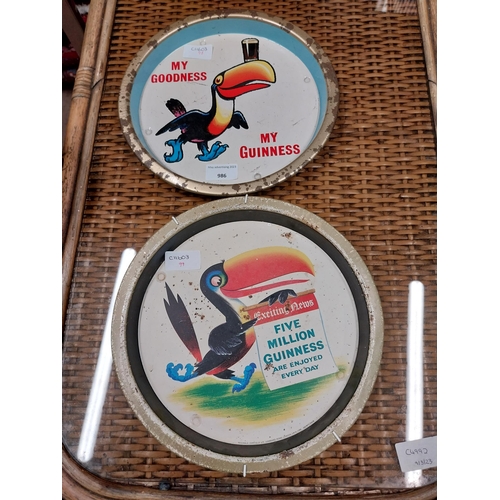 MY
GOODNESS
MY
GUINNESS
986
Exciting News
FIVE
MILLION
GUINNESS
ARE ENJOYED
EVERY DAY